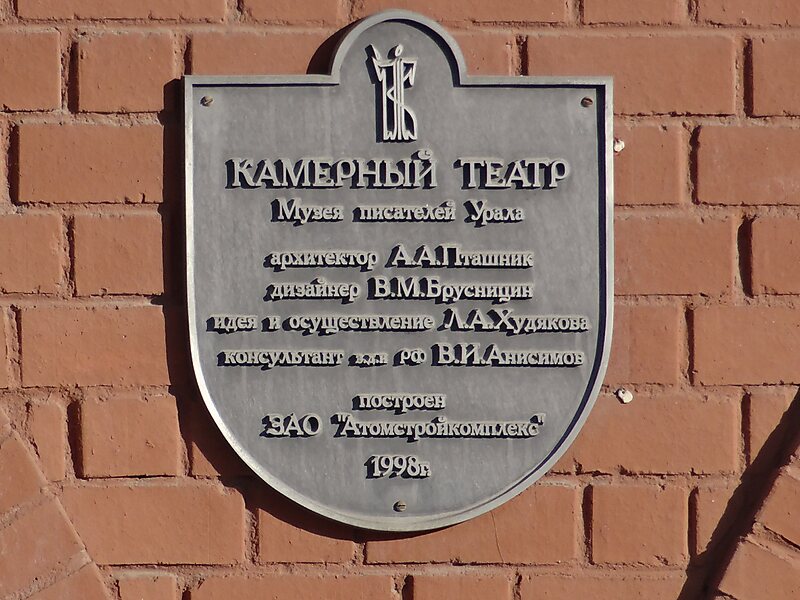 КАМЕРНЫЙ ТЕАТР
Музея писателей Урала
архитектор А.А.Пташник
дизайнер В.М.Брусницин
идея и осуществление Л.А.Худякова
консультант з.д.и РФ В.И.Анисимов
построен
ЗАО "Атомстройкомплекс"
1998г.